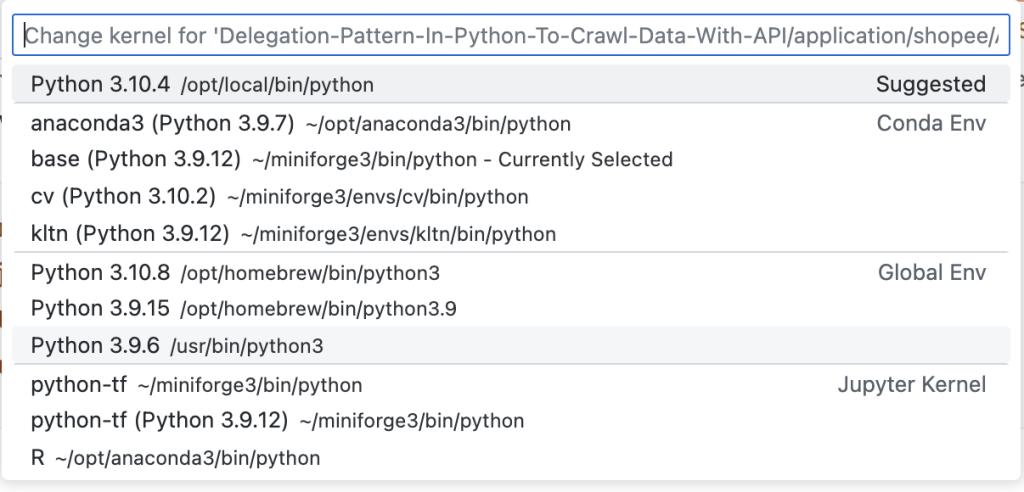 Change kernel for 'Delegation-Pattern-In-Python-To-Crawl-Data-With-API/application/shopee/
Python 3.10.4 /opt/local/bin/python Suggested
anaconda3 (Python 3.9.7) ~/opt/anaconda3/bin/python Conda Env
base (Python 3.9.12) ~/miniforge3/bin/python - Currently Selected
cv (Python 3.10.2) ~/miniforge3/envs/cv/bin/python
kltn (Python 3.9.12) ~/miniforge3/envs/kltn/bin/python
Python 3.10.8 /opt/homebrew/bin/python3 Global Env
Python 3.9.15 /opt/homebrew/bin/python3.9
Python 3.9.6 /usr/bin/python3
python-tf ~/miniforge3/bin/python Jupyter Kernel
python-tf (Python 3.9.12) ~/miniforge3/bin/python
R ~/opt/anaconda3/bin/python